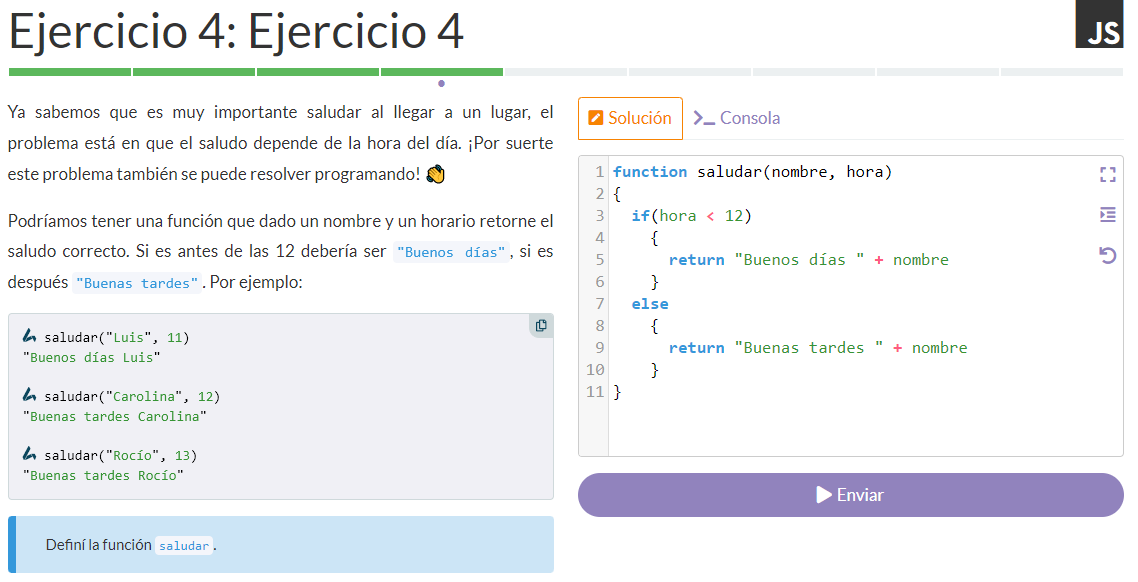 Ejercicio 4: Ejercicio 4
JS
Ya sabemos que es muy importante saludar al llegar a un lugar, el
problema está en que el saludo depende de la hora del día. ¡Por suerte
este problema también se puede resolver programando! 👏
Podríamos tener una función que dado un nombre y un horario retorne el
saludo correcto. Si es antes de las 12 debería ser "Buenos días", si es
después "Buenas tardes". Por ejemplo:
saludar("Luis", 11)
"Buenos días Luis"
saludar("Carolina", 12)
"Buenas tardes Carolina"
saludar("Rocío", 13)
"Buenas tardes Rocío"
Definí la función saludar.
Solución
Consola
1 function saludar(nombre, hora)
2 {
3   if(hora < 12)
4     {
5       return "Buenos días " + nombre
6     }
7   else
8     {
9       return "Buenas tardes " + nombre
10     }
11 }
Enviar